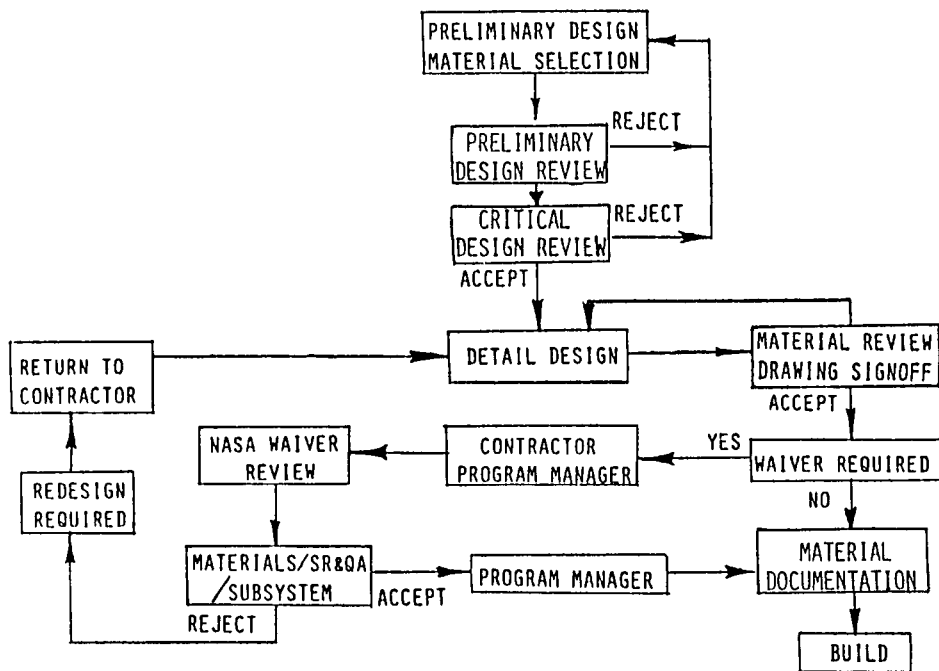 PRELIMINARY DESIGN
MATERIAL SELECTION
REJECT
PRELIMINARY
DESIGN REVIEW
CRITICAL
DESIGN REVIEW
REJECT
ACCEPT
RETURN TO
CONTRACTOR
DETAIL DESIGN
MATERIAL REVIEW
DRAWING SIGNOFF
ACCEPT
NASA WAIVER
REVIEW
CONTRACTOR
PROGRAM MANAGER
YES
WAIVER REQUIRED
NO
REDESIGN
REQUIRED
MATERIALS/SR&QA
/SUBSYSTEM
ACCEPT
REJECT
PROGRAM MANAGER
MATERIAL
DOCUMENTATION
BUILD